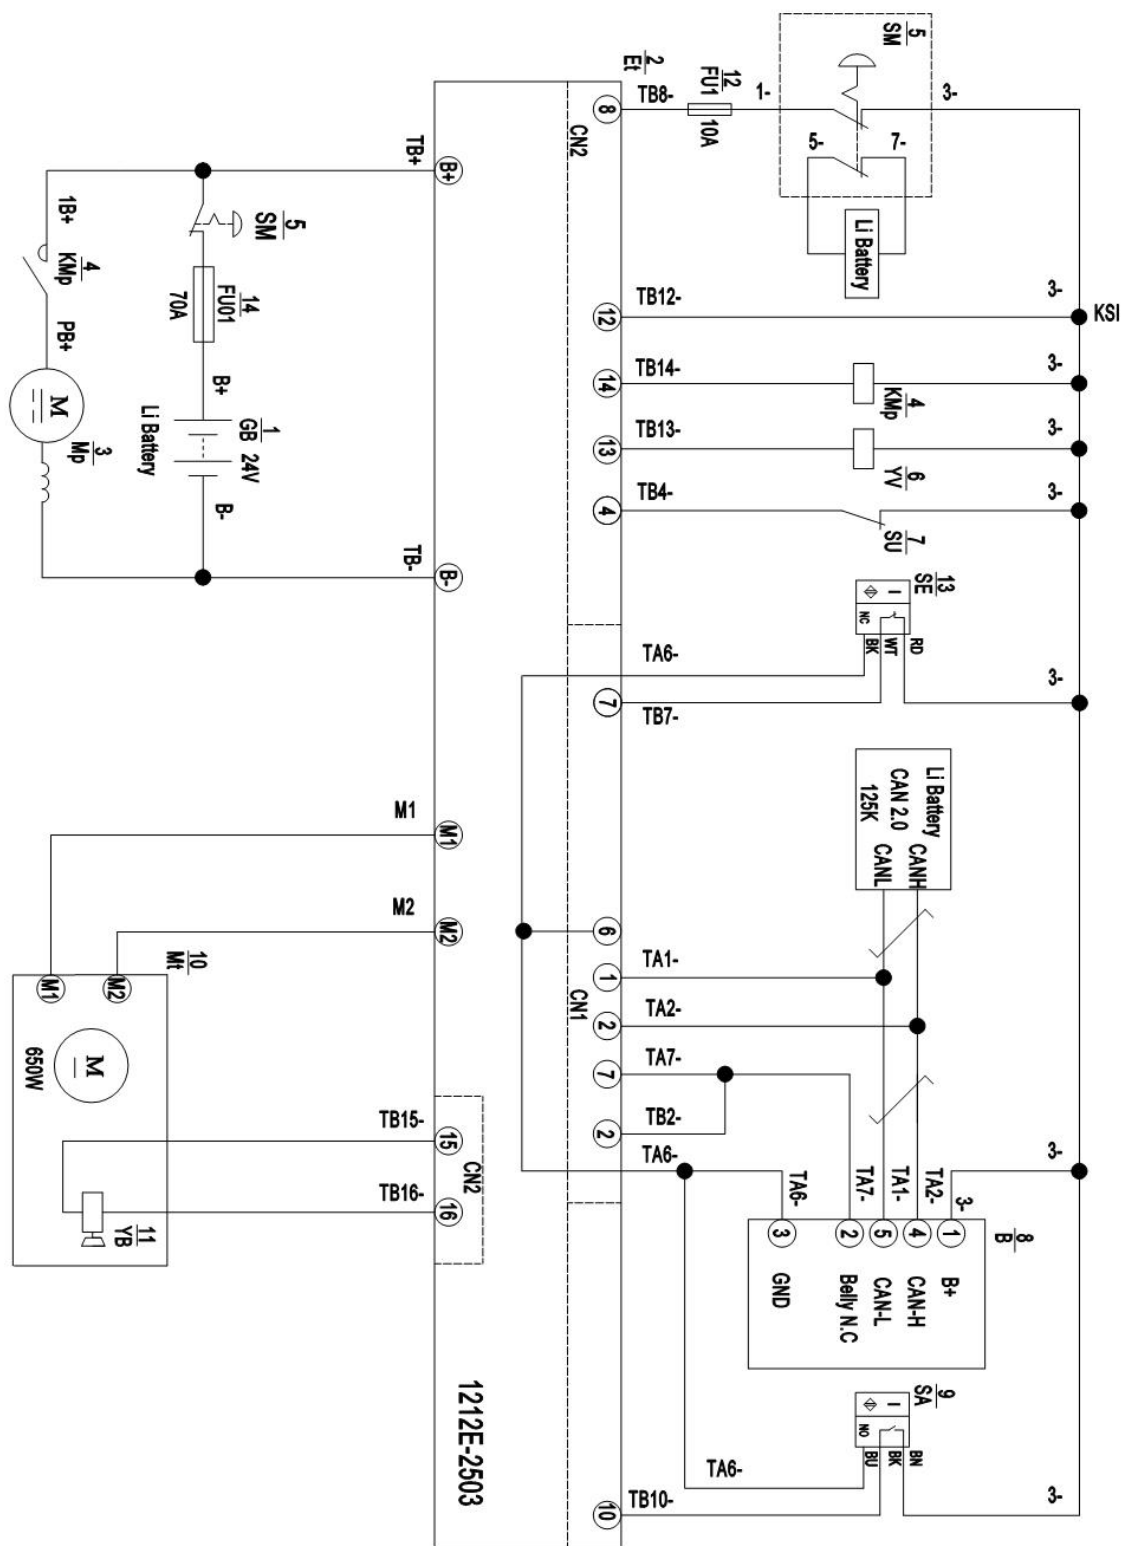 5
SM
2
Et
12
FU1
10A
TB8-
1-
3-
5-
7-
Li Battery
8
CN2
TB+
B+
1B+
4
KMp
PB+
M
3
Mp
5
SM
14
FU01
70A
B+
1
GB 24V
Li Battery
B-
TB-
B-
TB12-
12
3-
KSI
TB14-
14
4
KMp
3-
TB13-
13
6
YV
3-
TB4-
4
7
SU
3-
13
SE
I
NC
BK
WT
RD
TA6-
TB7-
7
3-
Li Battery
CAN 2.0
125K
CANH
CANL
M1
M1
M2
M2
6
TA1-
1
CN1
TA2-
2
TA7-
7
TB2-
2
TA6-
10
Mt
M1
M2
M
650W
TB15-
15
CN2
TB16-
16
11
YB
TA6-
TA7-
TA1-
TA2-
3-
3-
8
B
3
2
5
4
1
GND
Belly N.C
CAN-L
CAN-H
B+
1212E-2503
9
SA
I
NO
BU
BK
BN
TA6-
TB10-
10
3-